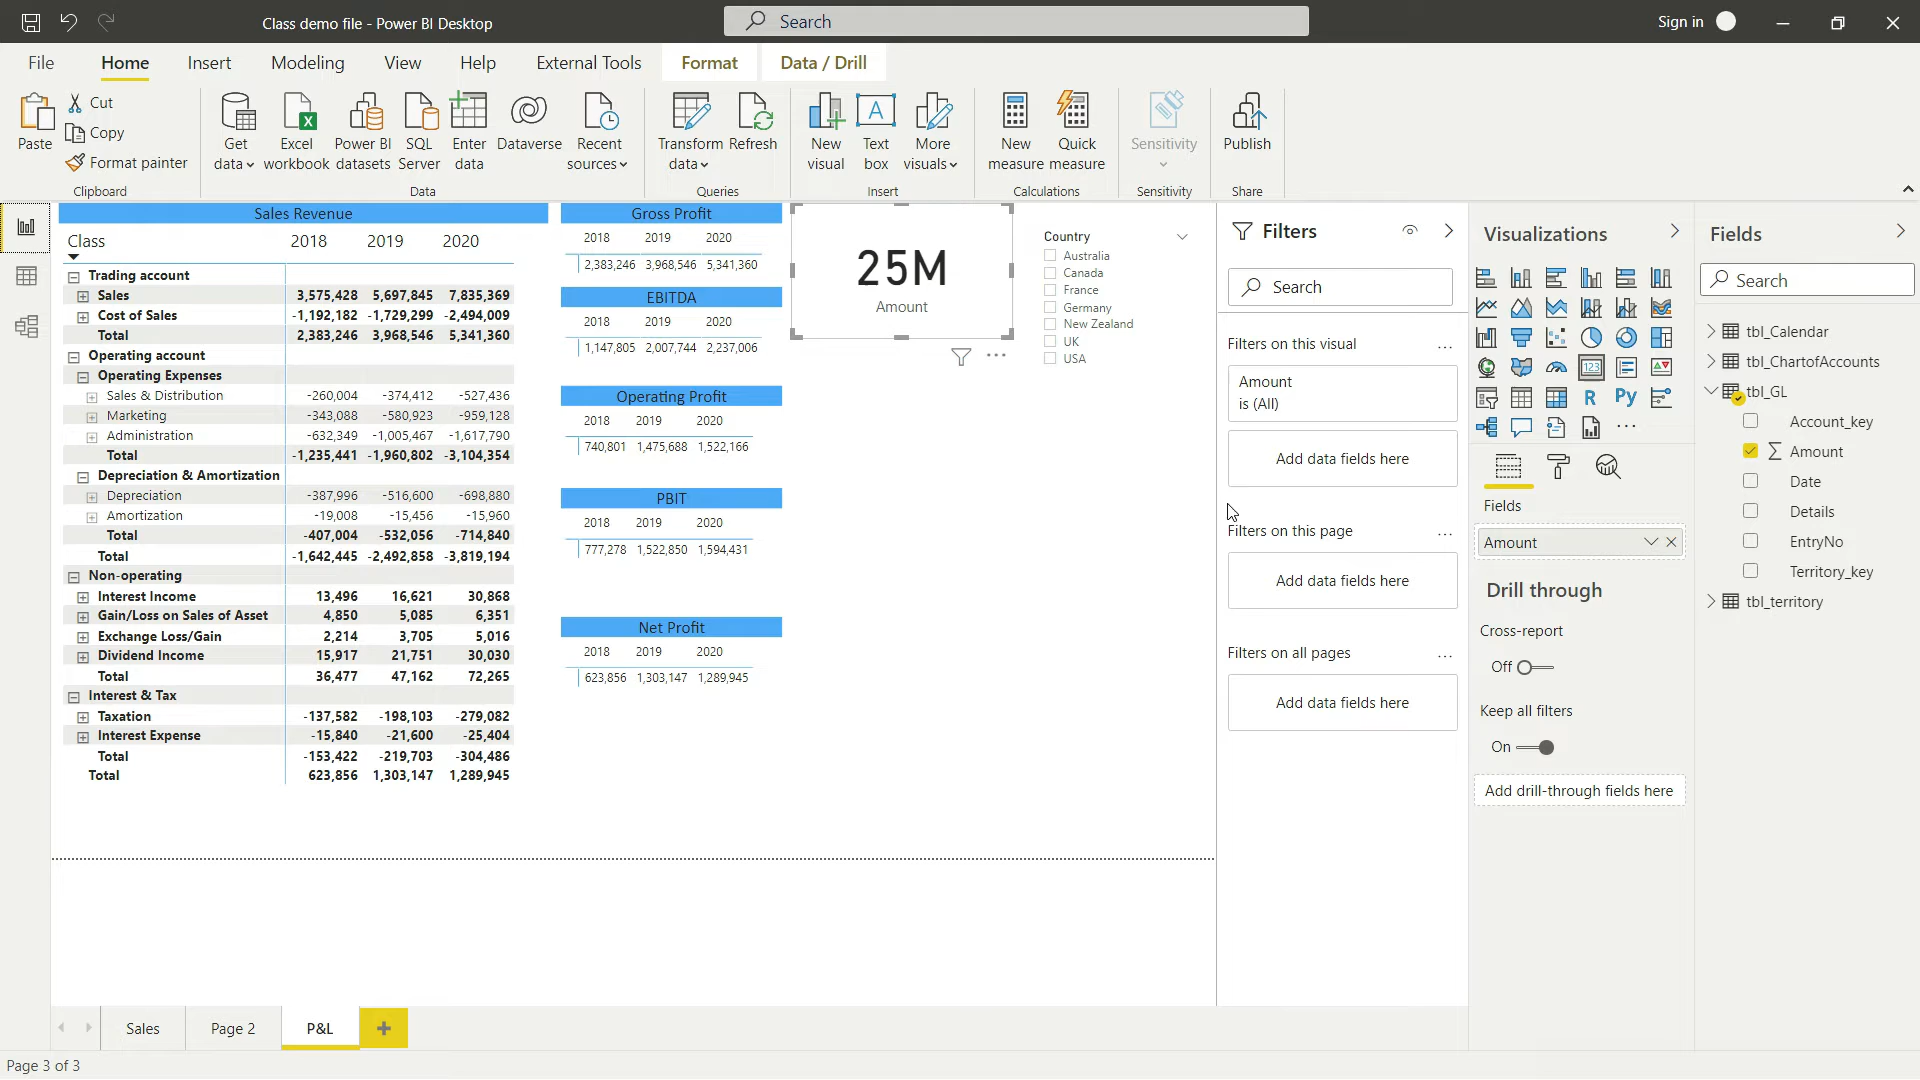 Class demo file - Power BI Desktop
Search
Sign in
File
Home
Insert
Modeling
View
Help
External Tools
Format
Data / Drill
Paste
Cut
Copy
Format painter
Clipboard
Get data
Excel workbook
Power BI datasets
SQL Server
Enter data
Dataverse
Recent sources
Data
Transform data
Refresh
Queries
New visual
A
Text box
More visuals
Insert
New measure
Quick measure
Calculations
Sensitivity
Sensitivity
Publish
Share
Sales Revenue
Class 2018 2019 2020
Trading account
Sales 3,575,428 5,697,845 7,835,369
Cost of Sales -1,192,182 -1,729,299 -2,494,009
Total 2,383,246 3,968,546 5,341,360
Operating account
Operating Expenses
Sales & Distribution -260,004 -374,412 -527,436
Marketing -343,088 -580,923 -959,128
Administration -632,349 -1,005,467 -1,617,790
Total -1,235,441 -1,960,802 -3,104,354
Depreciation & Amortization
Depreciation -387,996 -516,600 -698,880
Amortization -19,008 -15,456 -15,960
Total -407,004 -532,056 -714,840
Total -1,642,445 -2,492,858 -3,819,194
Non-operating
Interest Income 13,496 16,621 30,868
Gain/Loss on Sales of Asset 4,850 5,085 6,351
Exchange Loss/Gain 2,214 3,705 5,016
Dividend Income 15,917 21,751 30,030
Total 36,477 47,162 72,265
Interest & Tax
Taxation -137,582 -198,103 -279,082
Interest Expense -15,840 -21,600 -25,404
Total -153,422 -219,703 -304,486
Total 623,856 1,303,147 1,289,945
Gross Profit
2018 2019 2020
2,383,246 3,968,546 5,341,360
EBITDA
2018 2019 2020
1,147,805 2,007,744 2,237,006
Operating Profit
2018 2019 2020
740,801 1,475,688 1,522,166
PBIT
2018 2019 2020
777,278 1,522,850 1,594,431
Net Profit
2018 2019 2020
623,856 1,303,147 1,289,945
25M
Amount
Country
Australia
Canada
France
Germany
New Zealand
UK
USA
Filters
Search
Filters on this visual
Amount
is (All)
Add data fields here
Filters on this page
Add data fields here
Filters on all pages
Add data fields here
Visualizations
123
R
Py
Fields
Amount
Drill through
Cross-report
Off
Keep all filters
On
Add drill-through fields here
Fields
Search
tbl_Calendar
tbl_ChartofAccounts
tbl_GL
Account_key
Amount
Date
Details
EntryNo
Territory_key
tbl_territory
Sales
Page 2
P&L
Page 3 of 3